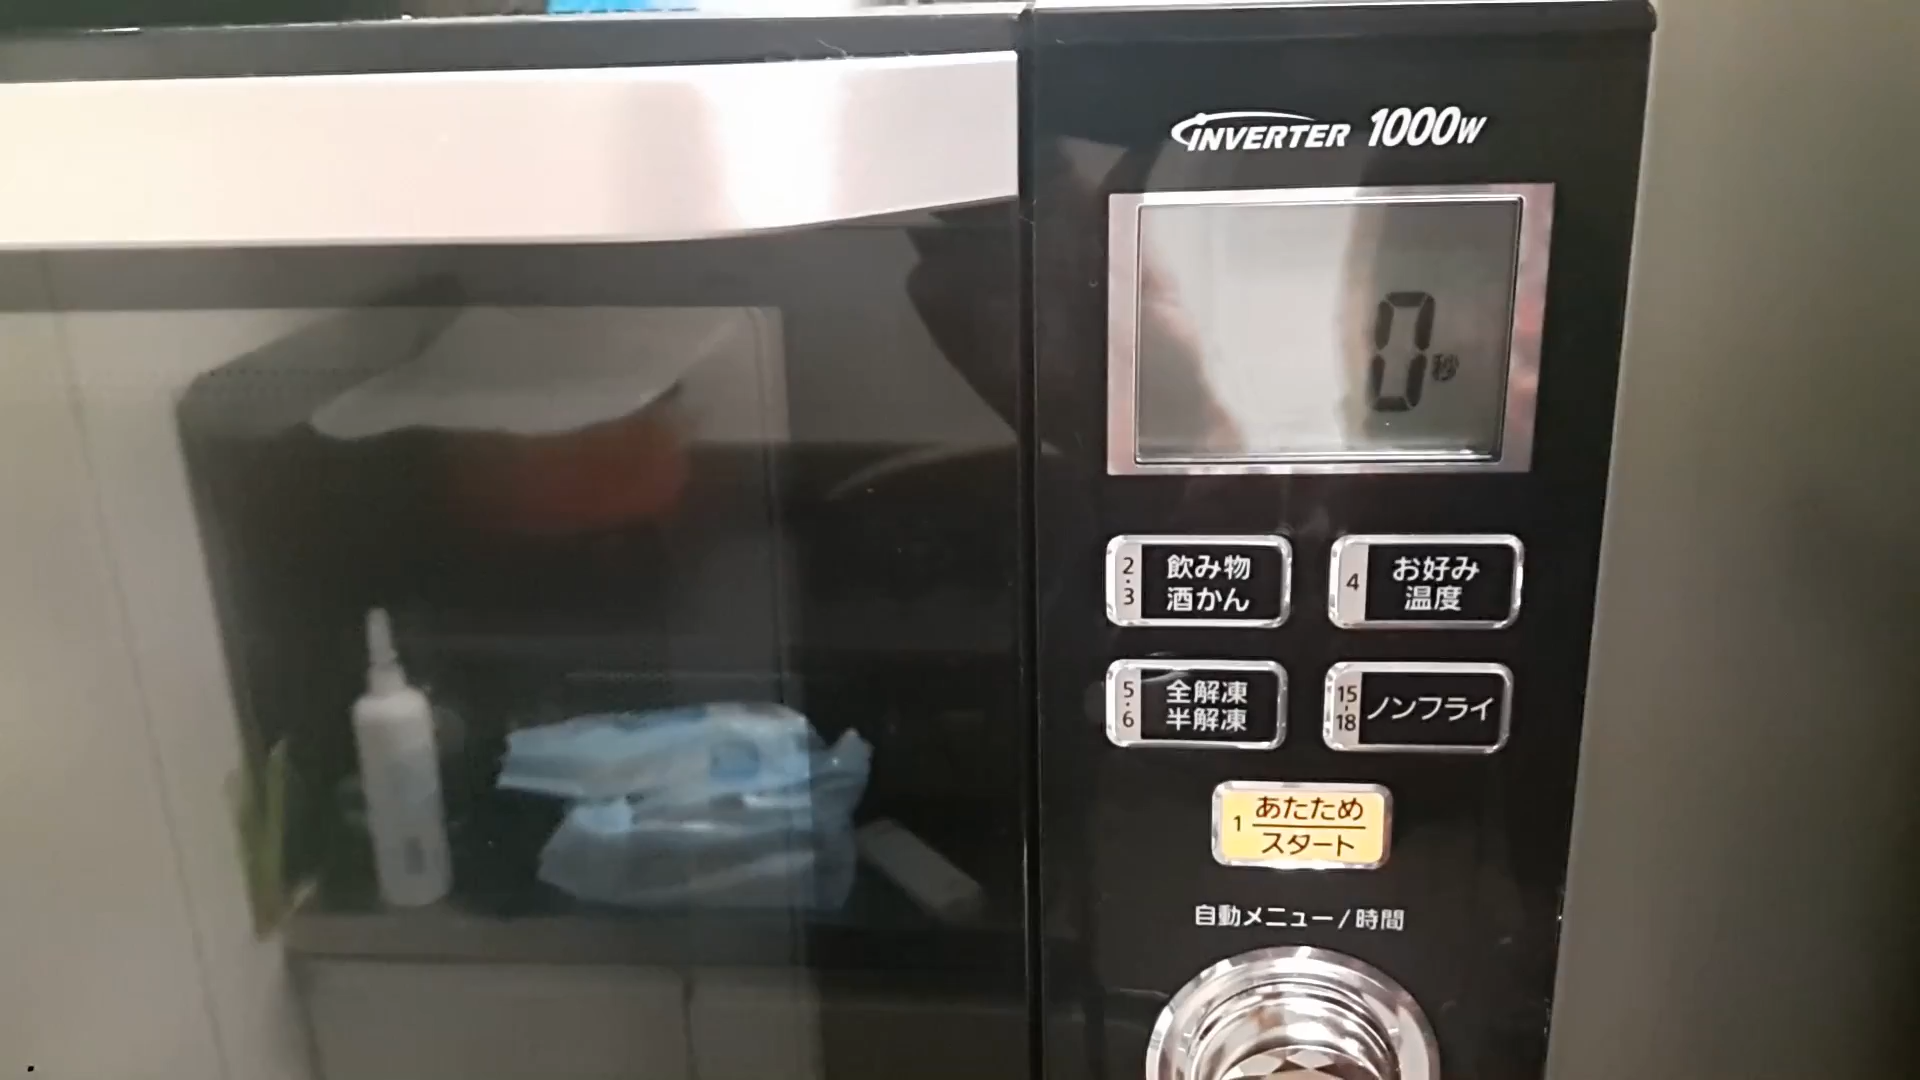 INVERTER 1000W
0秒
2・3 飲み物
酒かん
4 お好み
温度
5・6 全解凍
半解凍
15-18 ノンフライ
1 あたため
スタート
自動メニュー/時間